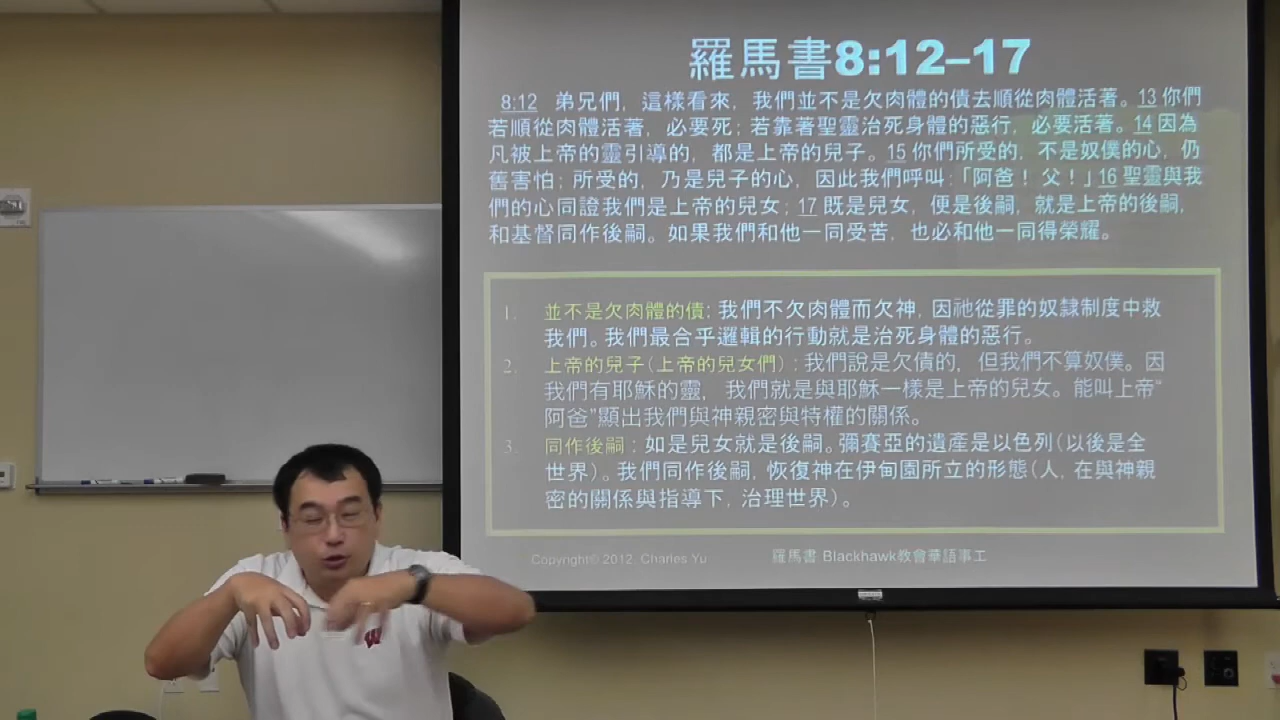 羅馬書8:12–17
8:12 弟兄們，這樣看來，我們並不是欠肉體的債去順從肉體活著。13 你們
若順從肉體活著，必要死；若靠著聖靈治死身體的惡行，必要活著。14 因為
凡被上帝的靈引導的，都是上帝的兒子。15 你們所受的，不是奴僕的心，仍
舊害怕；所受的，乃是兒子的心，因此我們呼叫：「阿爸！父！」16 聖靈與我
們的心同證我們是上帝的兒女；17 既是兒女，便是後嗣，就是上帝的後嗣，
和基督同作後嗣。如果我們和他一同受苦，也必和他一同得榮耀。
1. 並不是欠肉體的債：我們不欠肉體而欠神，因祂從罪的奴隸制度中救
我們。我們最合乎邏輯的行動就是治死身體的惡行。
2. 上帝的兒子（上帝的兒女們）：我們說是欠債的，但我們不算奴僕。因
我們有耶穌的靈，我們就是與耶穌一樣是上帝的兒女。能叫上帝“
阿爸”顯出我們與神親密與特權的關係。
3. 同作後嗣：如是兒女就是後嗣。彌賽亞的遺產是以色列（以後是全
世界）。我們同作後嗣，恢復神在伊甸園所立的形態（人，在與神親
密的關係與指導下，治理世界）。
Copyright© 2012 Charles Yu 羅馬書 Blackhawk教會華語事工
W